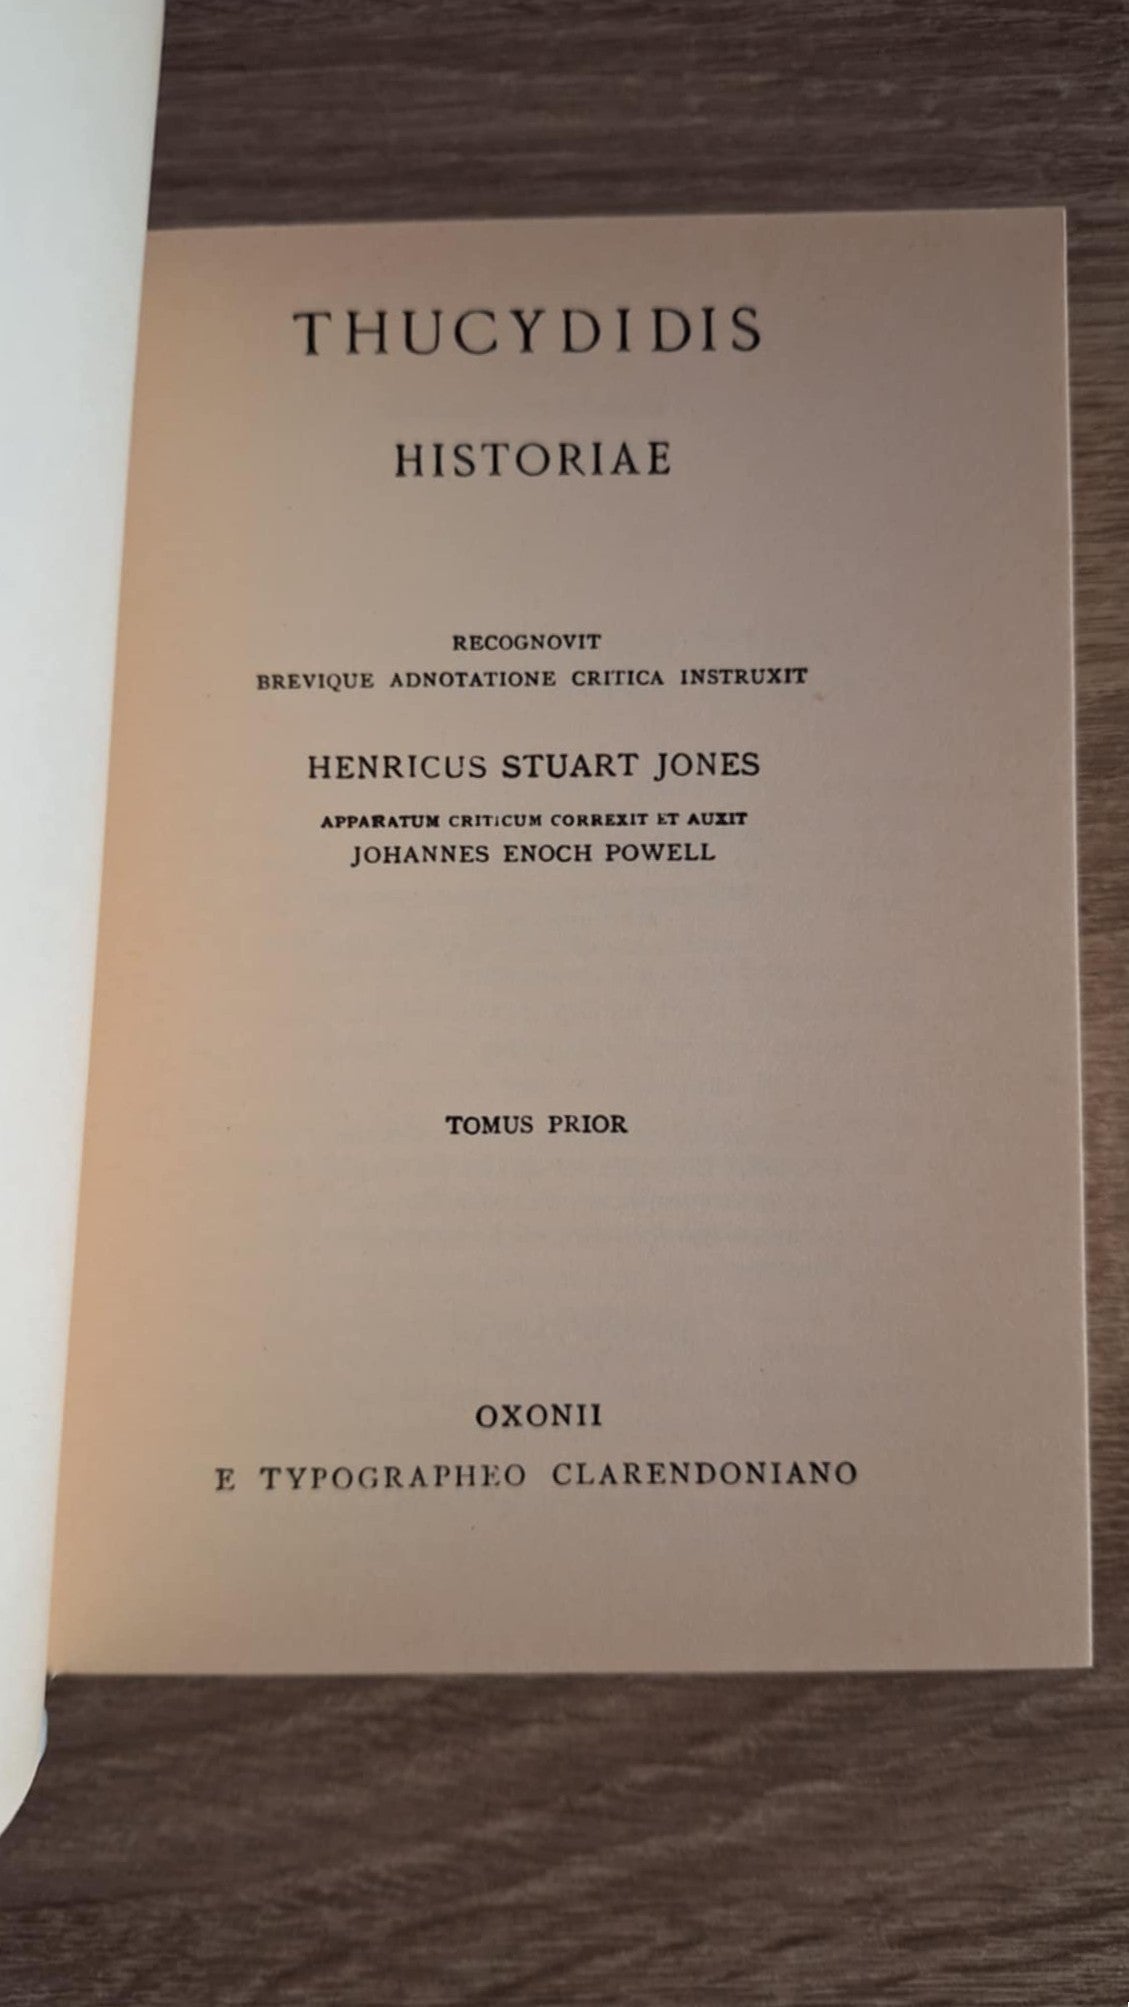 THUCYDIDIS
HISTORIAE
RECOGNOVIT
BREVIQUE ADNOTATIONE CRITICA INSTRUXIT
HENRICUS STUART JONES
APPARATUM CRITICUM CORREXIT ET AUXIT
JOHANNES ENOCH POWELL
TOMUS PRIOR
OXONII
E TYPOGRAPHEO CLARENDONIANO